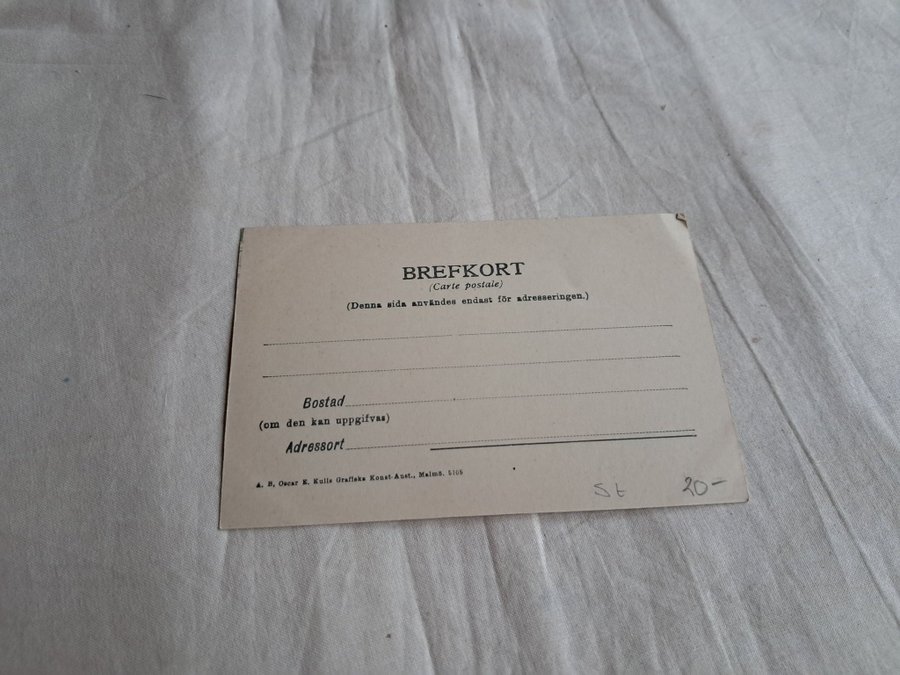 BREFKORT
(Carte postale)
(Denna sida användes endast för adresseringen.)
Bostad
(om den kan uppgifvas)
Adressort
A. B. Oscar E. Kulls Grafiska Konst-Anst., Malmö. 5105
St 20-